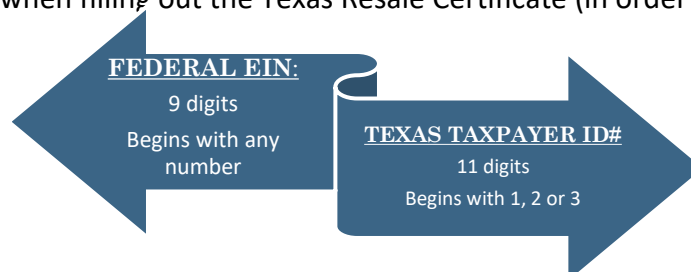 when filling out the Texas Resale Certificate (in order
FEDERAL EIN:
9 digits
Begins with any
number
TEXAS TAXPAYER ID#
11 digits
Begins with 1, 2 or 3